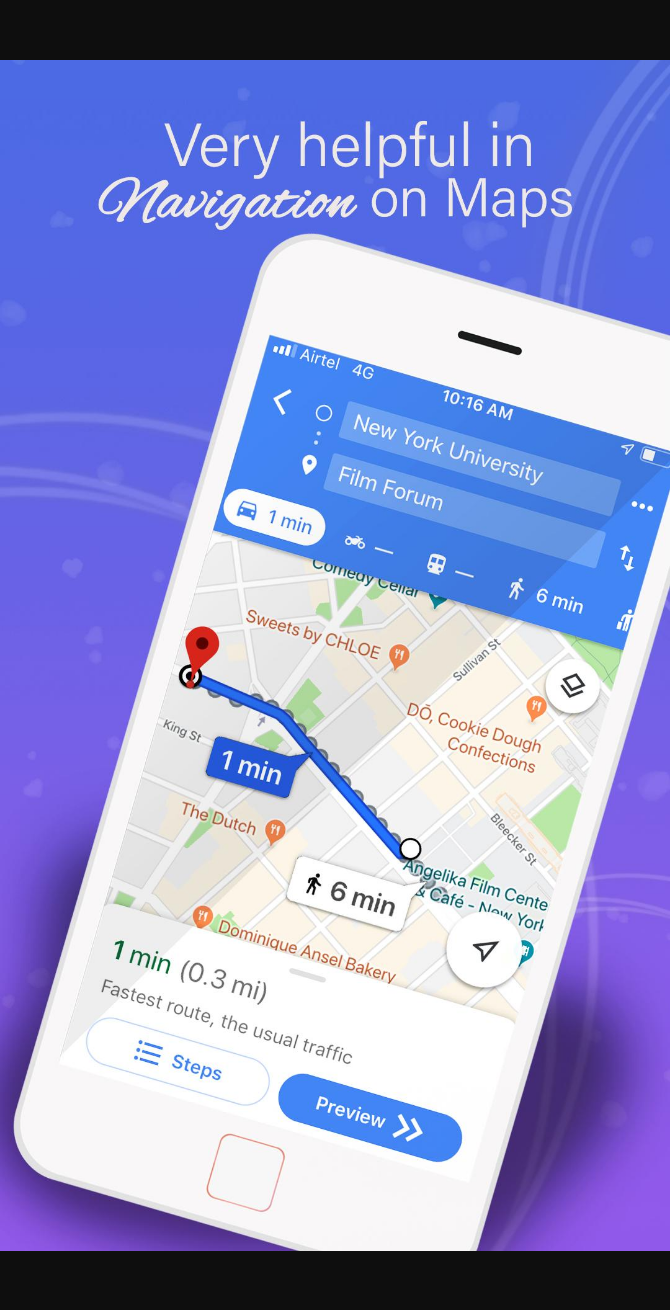 Very helpful in
Navigation on Maps
Airtel 4G
10:16 AM
New York University
Film Forum
1 min
6 min
Comedy Cellar
Sweets by CHLOE
Sullivan St
DŌ, Cookie Dough
Confections
King St
1 min
The Dutch
Bleecker St
Angelika Film Cente
& Café - New York
6 min
Dominique Ansel Bakery
1 min (0.3 mi)
Fastest route, the usual traffic
Steps
Preview